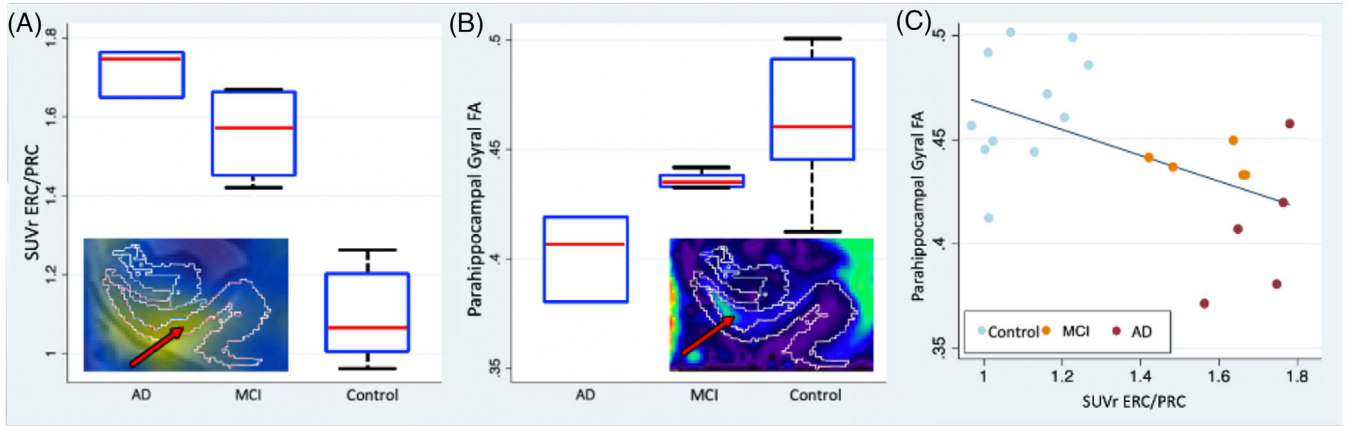 (A)
SUVr ERC/PRC
1.8
1.6
1.4
1.2
1
AD MCI Control
(B)
Parahippocampal Gyral FA
.5
.45
.4
.35
AD MCI Control
(C)
Parahippocampal Gyral FA
.5
.45
.4
.35
Control MCI AD
1 1.2 1.4 1.6 1.8
SUVr ERC/PRC